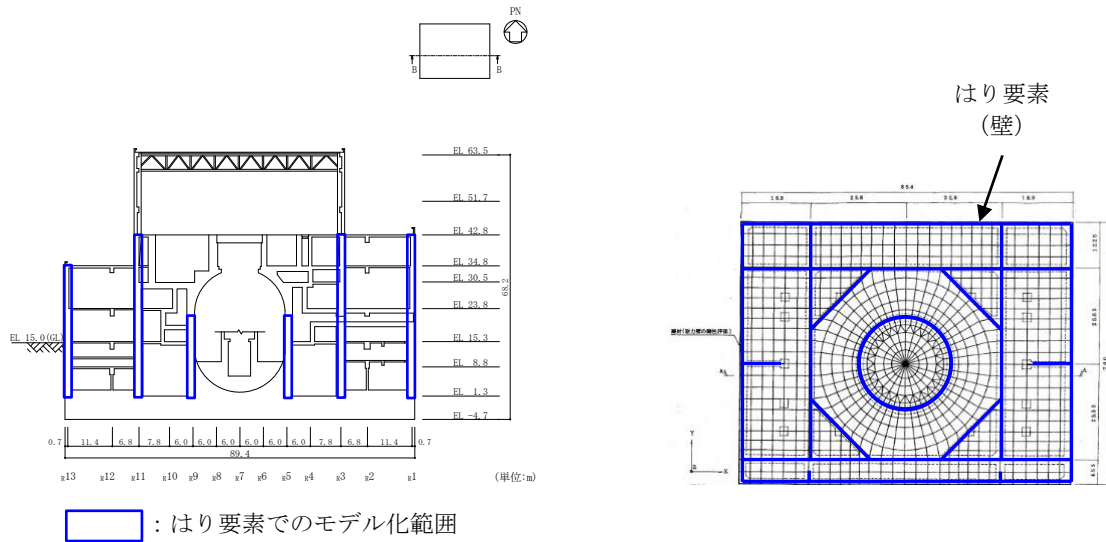 PN
B B
はり要素
(壁)
EL 63.5
EL 51.7
EL 42.8
EL 34.8
EL 30.5
EL 23.8
EL 15.3
EL 8.8
EL 1.3
EL -4.7
68.2
EL 15.0(GL)
0.7 11.4 6.8 7.8 6.0 6.0 6.0 6.0 6.0 6.0 7.8 6.8 11.4 0.7
89.4
R13 R12 R11 R10 R9 R8 R7 R6 R5 R4 R3 R2 R1 (単位:m)
Y
Z X
A A
:はり要素でのモデル化範囲